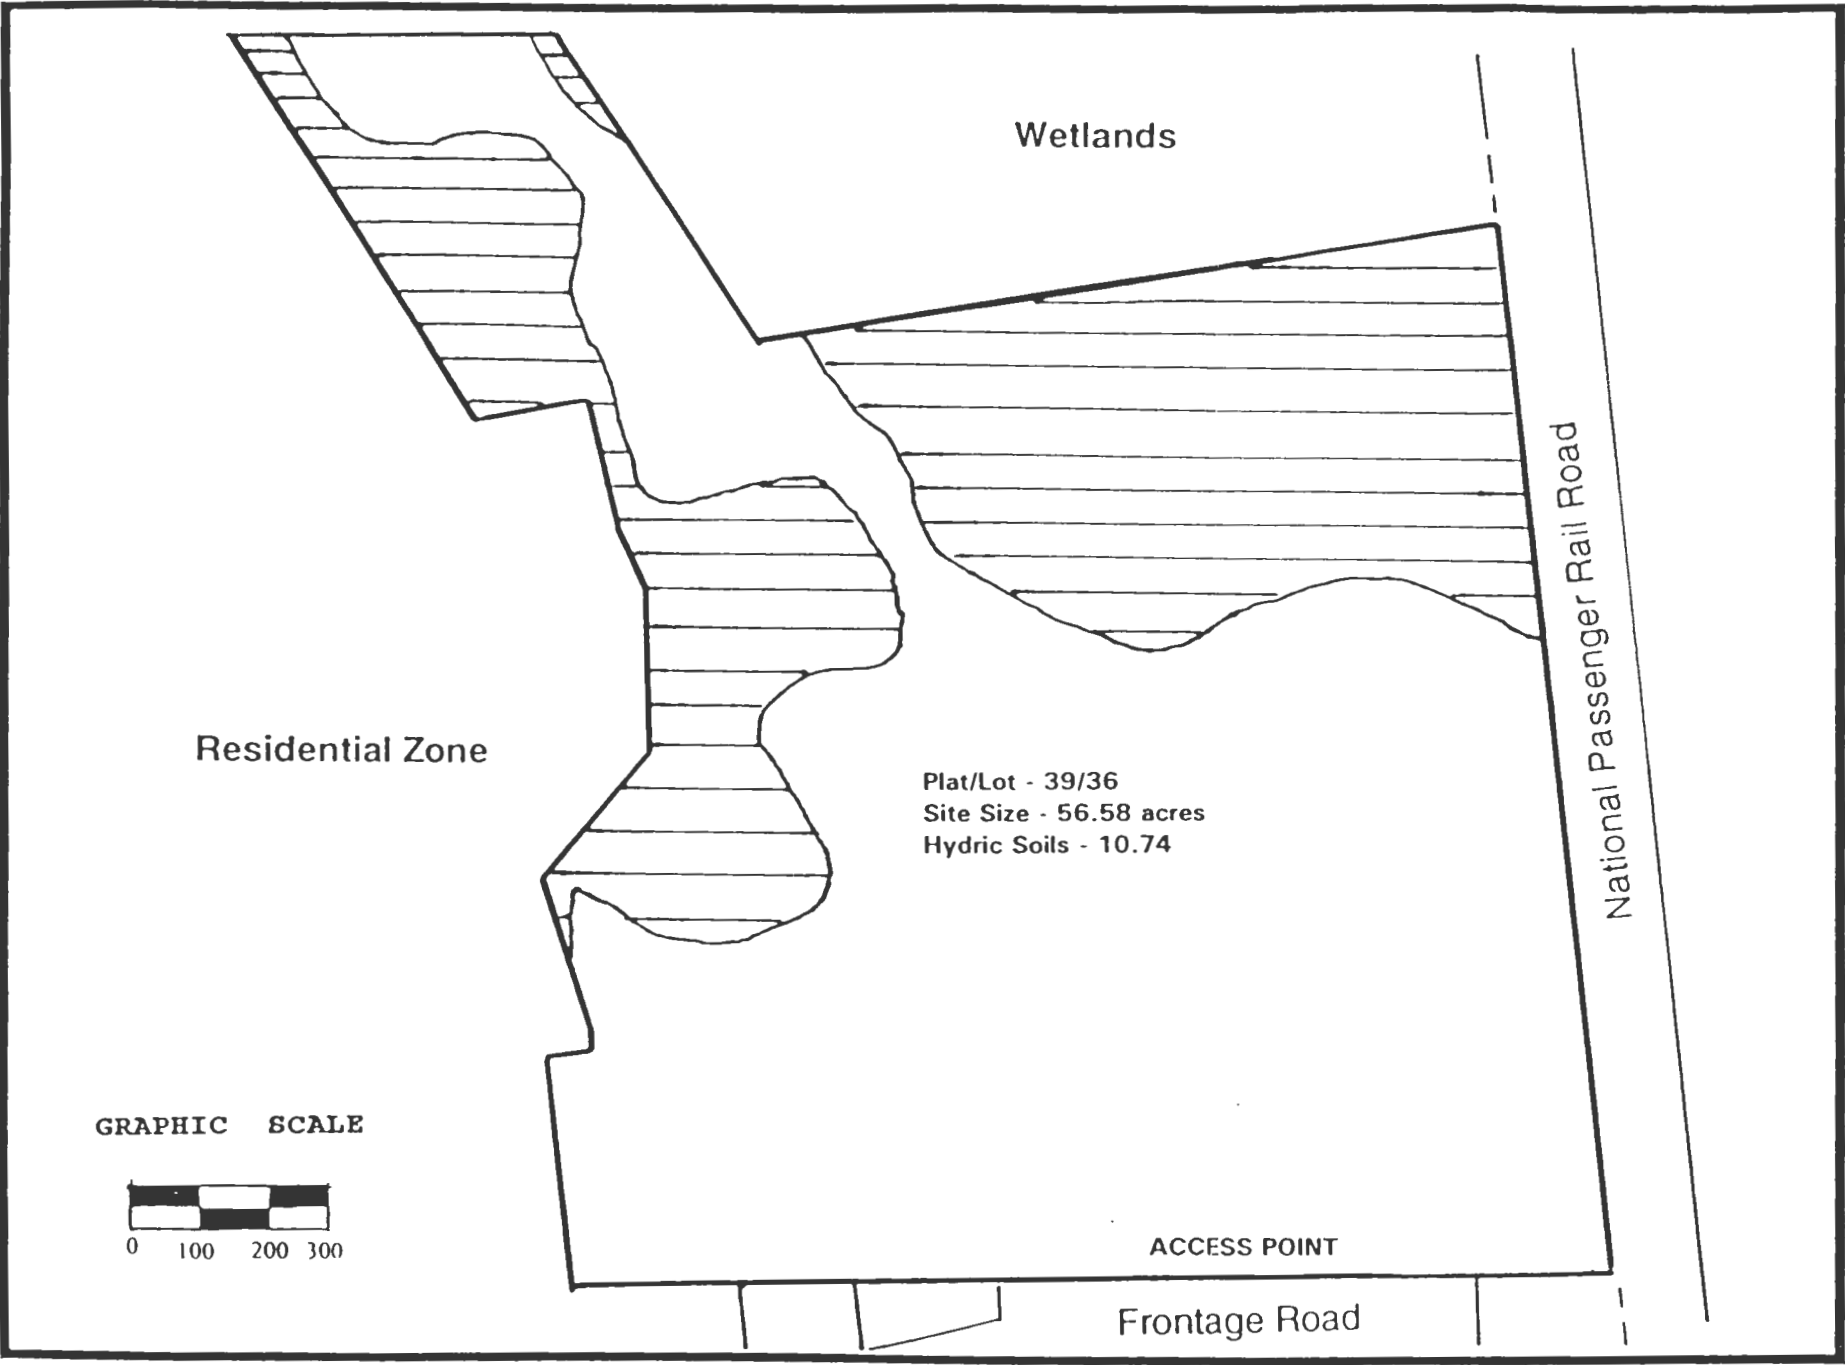 Wetlands
National Passenger Rail Road
Residential Zone
Plat/Lot - 39/36
Site Size - 56.58 acres
Hydric Soils - 10.74
GRAPHIC SCALE
0 100 200 300
ACCESS POINT
Frontage Road